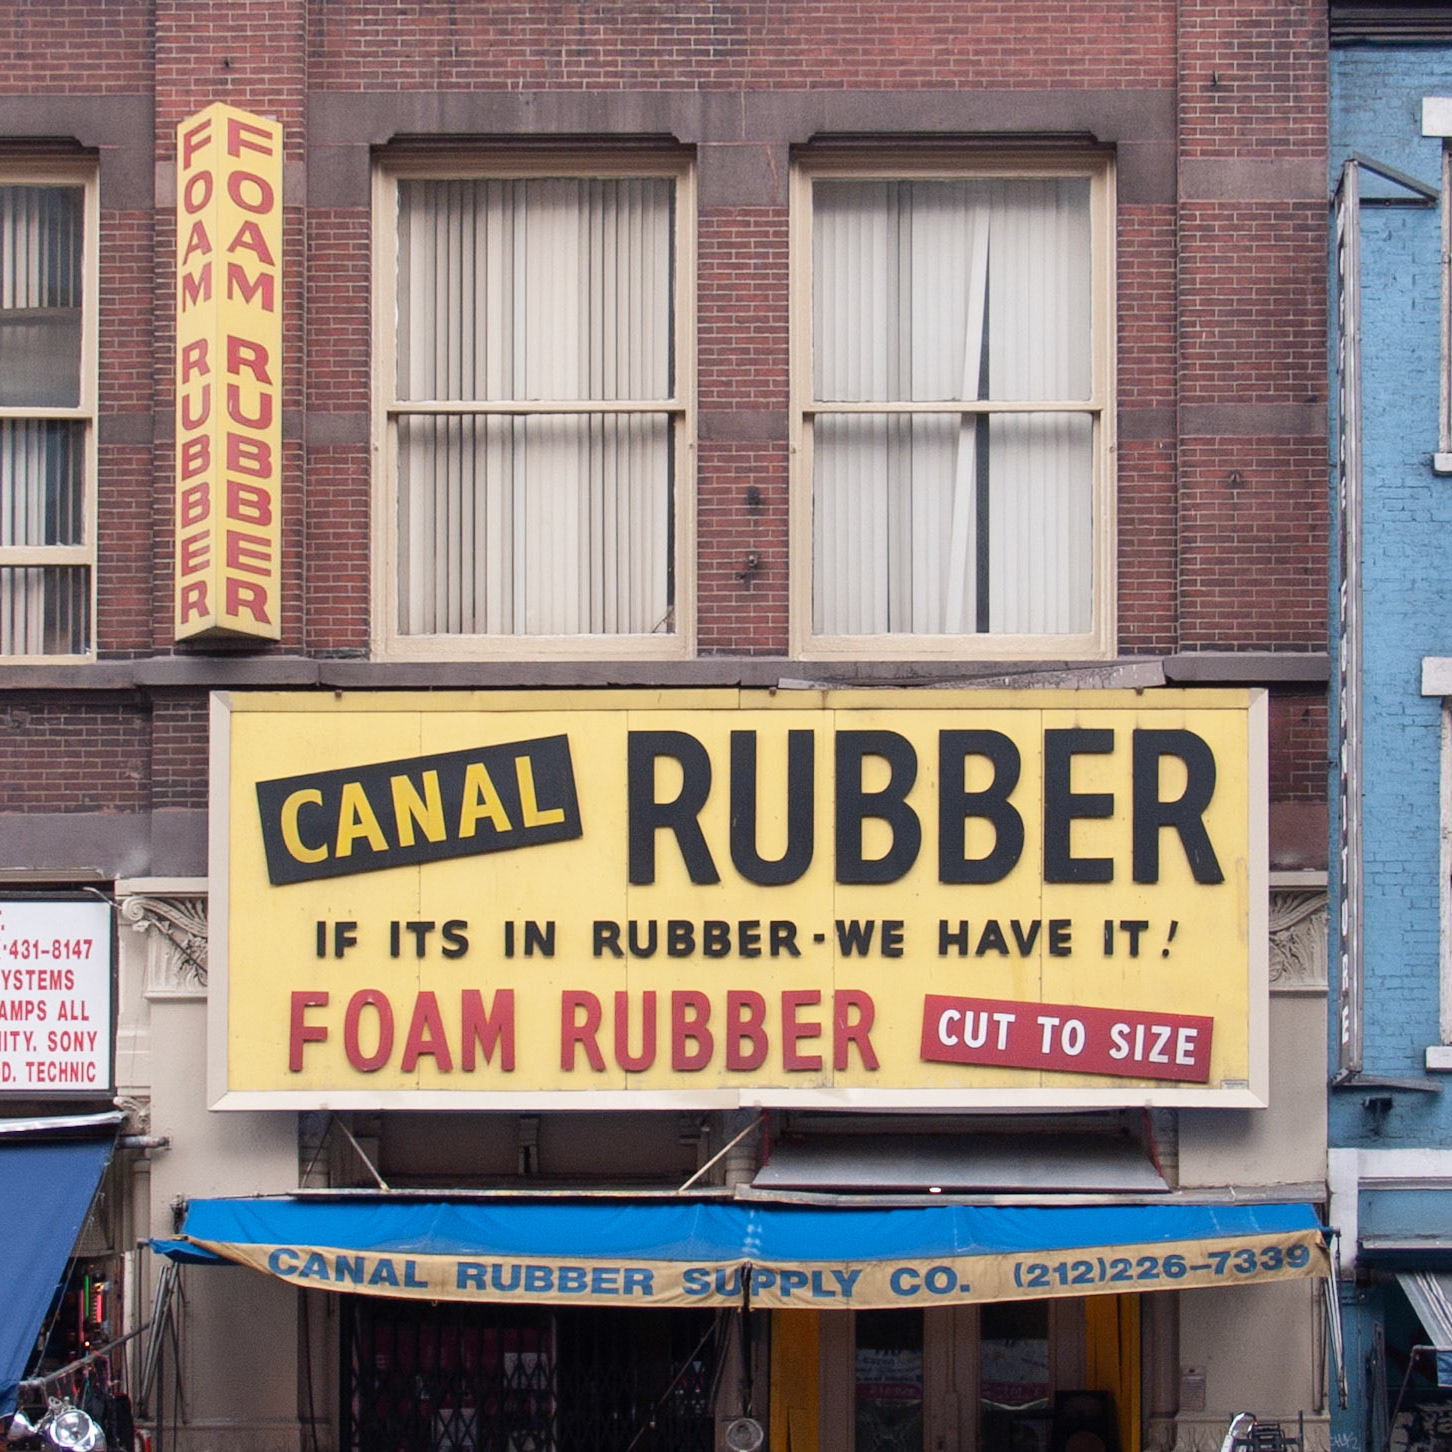 FOAM RUBBER
FOAM RUBBER
CANAL RUBBER
IF ITS IN RUBBER-WE HAVE IT!
FOAM RUBBER CUT TO SIZE
431-8147
YSTEMS
AMPS ALL
ITY. SONY
D. TECHNIC
CANAL RUBBER SUPPLY CO. (212)226-7339